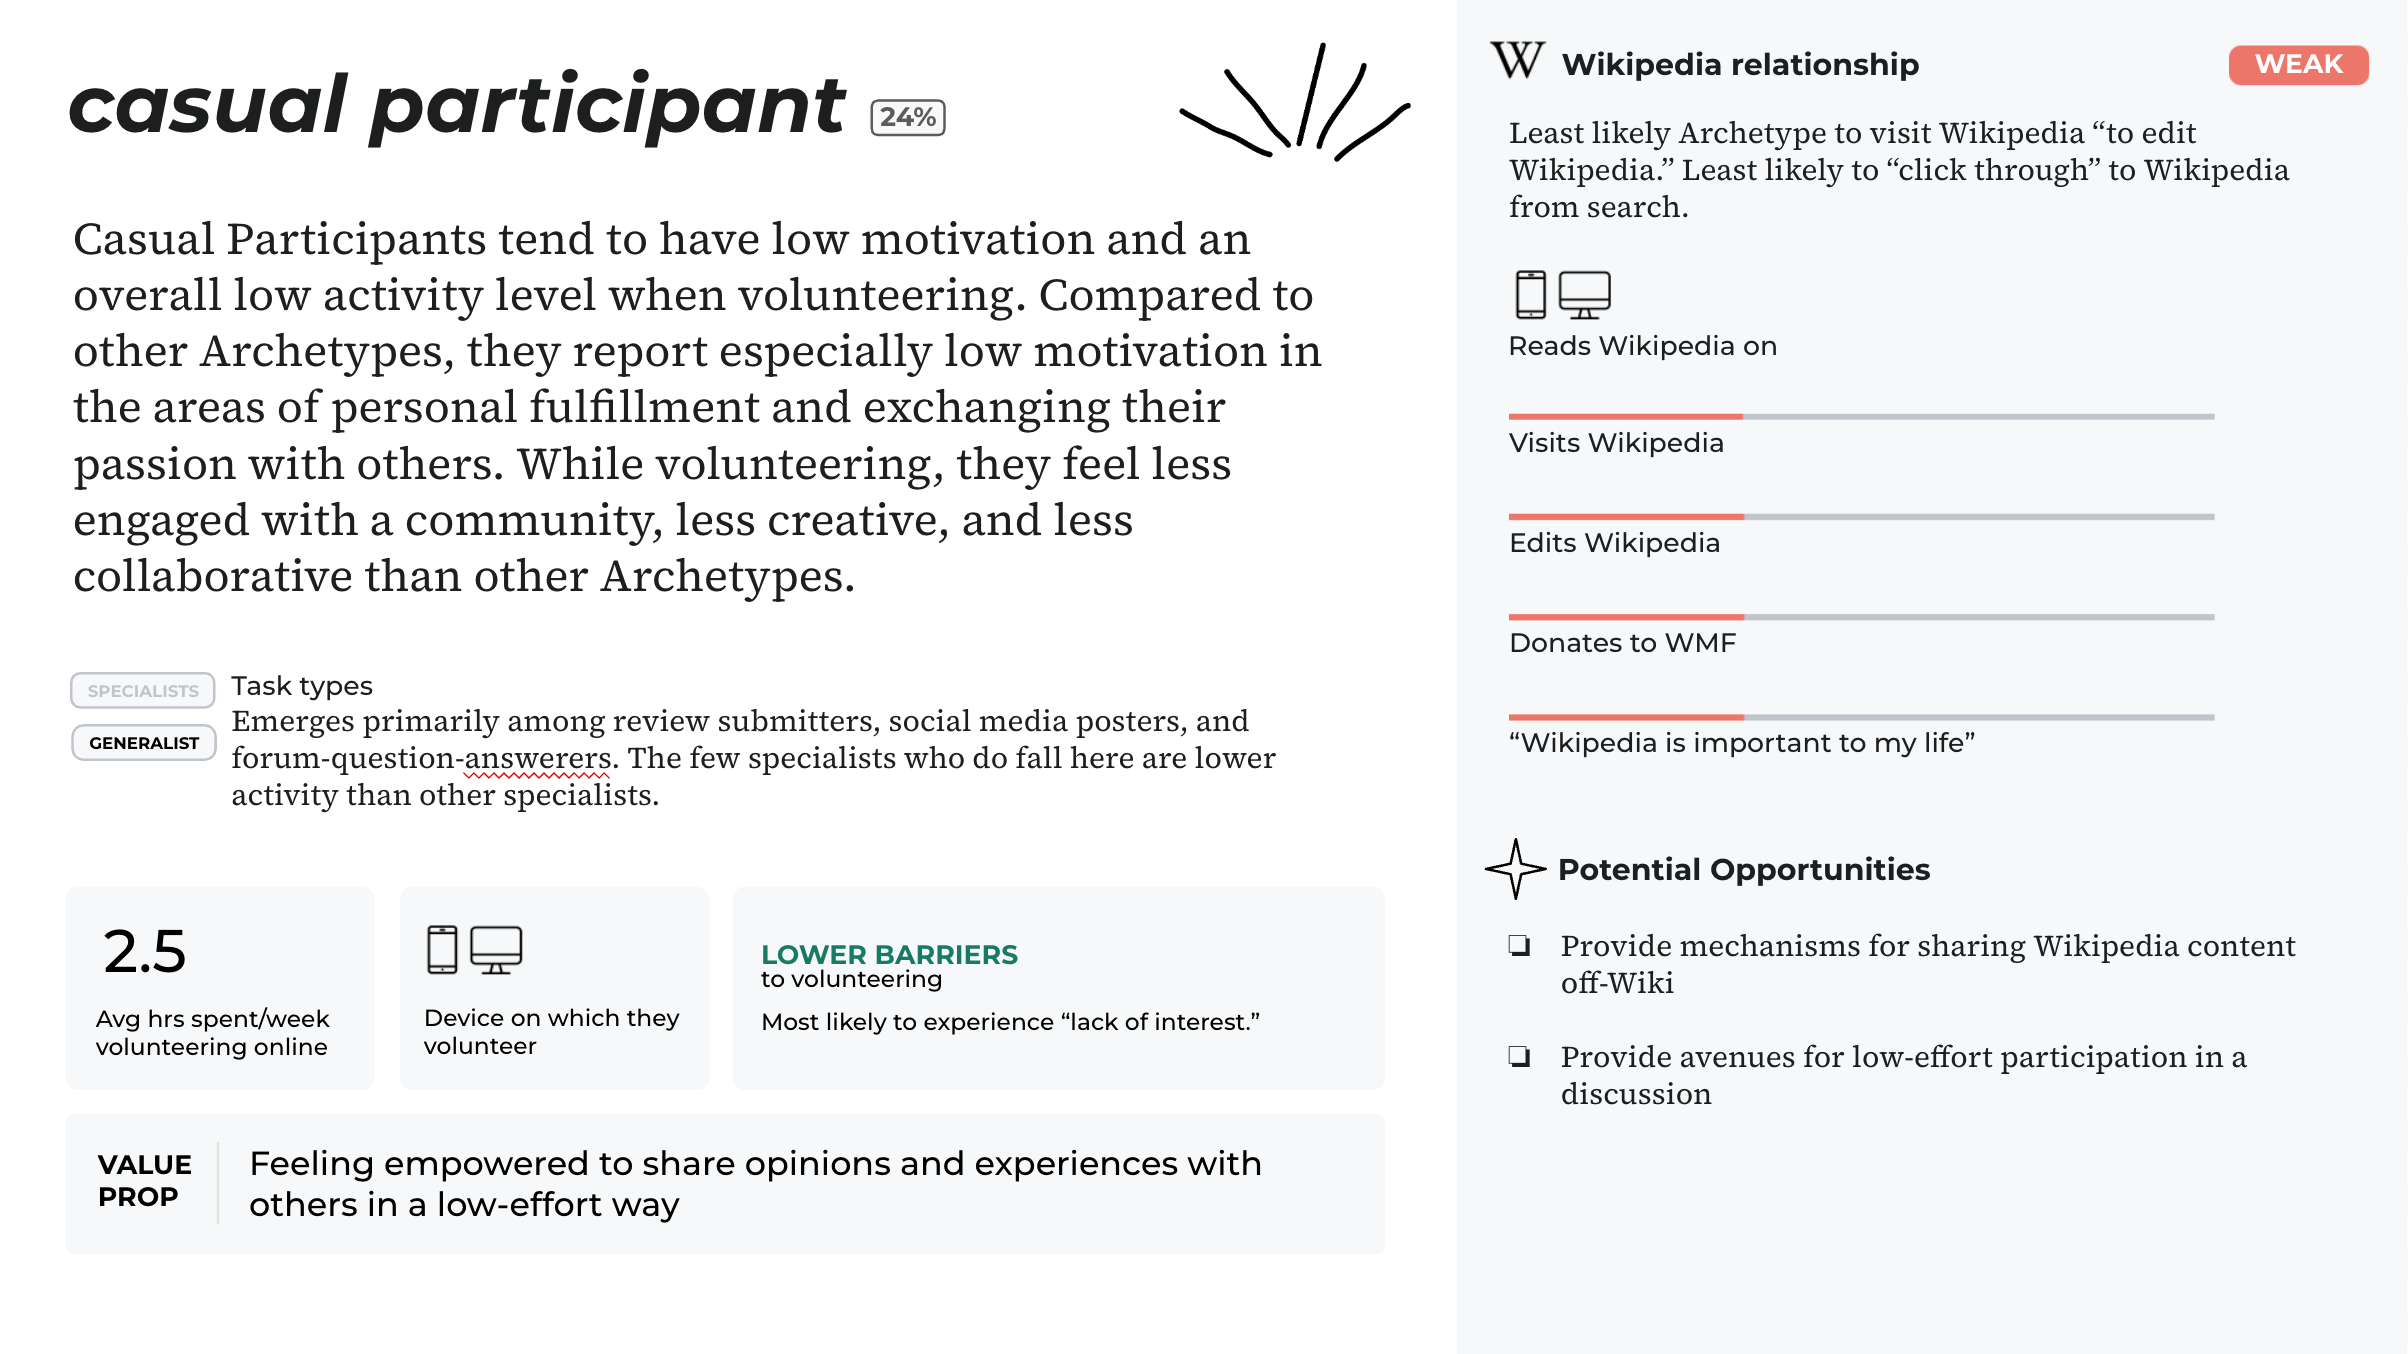 casual participant 24%
Casual Participants tend to have low motivation and an
overall low activity level when volunteering. Compared to
other Archetypes, they report especially low motivation in
the areas of personal fulfillment and exchanging their
passion with others. While volunteering, they feel less
engaged with a community, less creative, and less
collaborative than other Archetypes.
SPECIALISTS
GENERALIST
Task types
Emerges primarily among review submitters, social media posters, and
forum-question-answerers. The few specialists who do fall here are lower
activity than other specialists.
2.5
Avg hrs spent/week
volunteering online
Device on which they
volunteer
LOWER BARRIERS
to volunteering
Most likely to experience “lack of interest.”
VALUE
PROP
Feeling empowered to share opinions and experiences with
others in a low-effort way
W Wikipedia relationship
WEAK
Least likely Archetype to visit Wikipedia “to edit
Wikipedia.” Least likely to “click through” to Wikipedia
from search.
Reads Wikipedia on
Visits Wikipedia
Edits Wikipedia
Donates to WMF
“Wikipedia is important to my life”
Potential Opportunities
❏ Provide mechanisms for sharing Wikipedia content
off-Wiki
❏ Provide avenues for low-effort participation in a
discussion